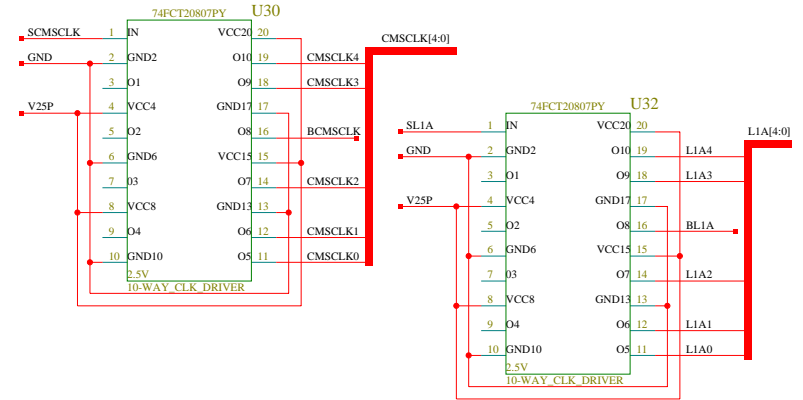 74FCT20807PY U30
SCMSCLK 1 IN VCC20 20
GND 2 GND2 O10 19 CMSCLK4
3 O1 O9 18 CMSCLK3
V25P 4 VCC4 GND17 17
5 O2 O8 16 BCMSCLK
6 GND6 VCC15 15
7 03 O7 14 CMSCLK2
8 VCC8 GND13 13
9 O4 O6 12 CMSCLK1
10 GND10 O5 11 CMSCLK0
2.5V
10-WAY_CLK_DRIVER
CMSCLK[4:0]
74FCT20807PY U32
SL1A 1 IN VCC20 20
GND 2 GND2 O10 19 L1A4
3 O1 O9 18 L1A3
V25P 4 VCC4 GND17 17
5 O2 O8 16 BL1A
6 GND6 VCC15 15
7 03 O7 14 L1A2
8 VCC8 GND13 13
9 O4 O6 12 L1A1
10 GND10 O5 11 L1A0
2.5V
10-WAY_CLK_DRIVER
L1A[4:0]